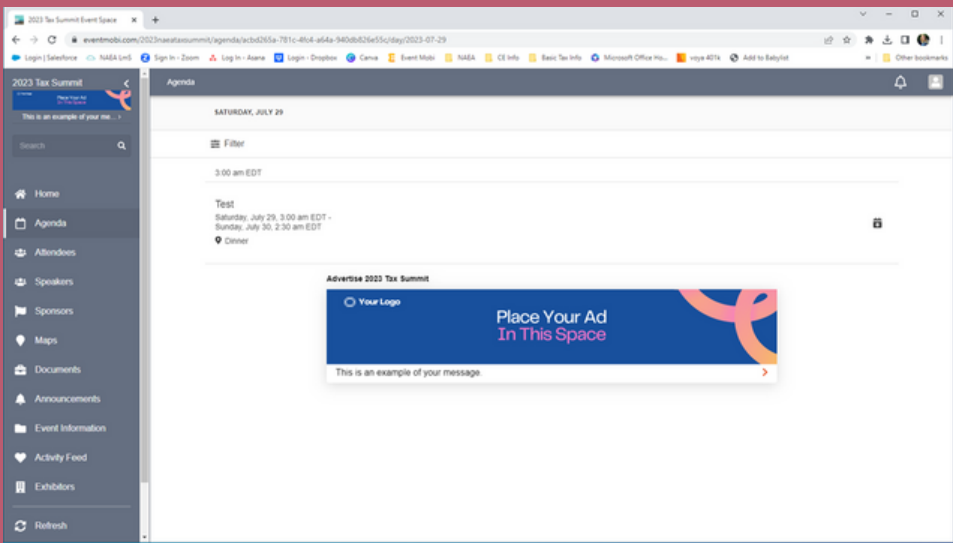 2023 Tax Summit Event Space
eventmobi.com/2023naeataxsummit/agenda/acbd265a-781c-4fc4-a64a-940db826e55c/day/2023-07-29
Login | Salesforce NAEA LmS Sign In - Zoom Log In - Asana Login - Dropbox Canva Event Mobi NAEA CE Info Basic Tax Info Microsoft Office Ho... voya 401k Add to Babylist Other bookmarks
2023 Tax Summit
Place Your Ad
In This Space
This is an example of your me...
Search
Home
Agenda
Attendees
Speakers
Sponsors
Maps
Documents
Announcements
Event Information
Activity Feed
Exhibitors
Refresh
Agenda
SATURDAY, JULY 29
Filter
3:00 am EDT
Test
Saturday, July 29, 3:00 am EDT -
Sunday, July 30, 2:30 am EDT
Dinner
Advertise 2023 Tax Summit
Your Logo
Place Your Ad
In This Space
This is an example of your message.